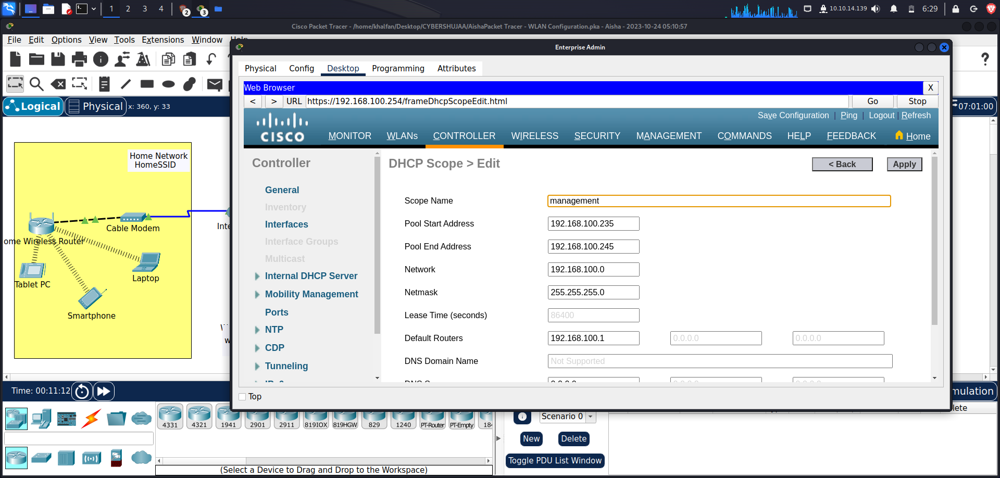 1
2
3
4
2
3
10.10.14.139
6:29
Cisco Packet Tracer - /home/khalfan/Desktop/CYBERSHUJAA/AishaPacket Tracer - WLAN Configuration.pka - Aisha - 2023-10-24 05:10:57
File Edit Options View Tools Extensions Window Help
Enterprise Admin
Physical Config Desktop Programming Attributes
Web Browser
X
< > URL https://192.168.100.254/frameDhcpScopeEdit.html Go Stop
Logical Physical x: 360, y: 33
07:01:00
Save Configuration | Ping | Logout | Refresh
CISCO
MONITOR WLANs CONTROLLER WIRELESS SECURITY MANAGEMENT COMMANDS HELP FEEDBACK Home
Controller
General
Inventory
Interfaces
Interface Groups
Multicast
Internal DHCP Server
Mobility Management
Ports
NTP
CDP
Tunneling
DHCP Scope > Edit
< Back
Apply
Scope Name management
Pool Start Address 192.168.100.235
Pool End Address 192.168.100.245
Network 192.168.100.0
Netmask 255.255.255.0
Lease Time (seconds) 86400
Default Routers 192.168.100.1 0.0.0.0 0.0.0.0
DNS Domain Name Not Supported
Home Network
HomeSSID
Cable Modem
Inte
ome Wireless Router
Laptop
Tablet PC
Smartphone
w
Top
Time: 00:11:12
mulation
4331 4321 1941 2901 2911 819IOX 819HGW 829 1240 PT-Router PT-Empty 184
(Select a Device to Drag and Drop to the Workspace)
Scenario 0
New Delete
Toggle PDU List Window
lete